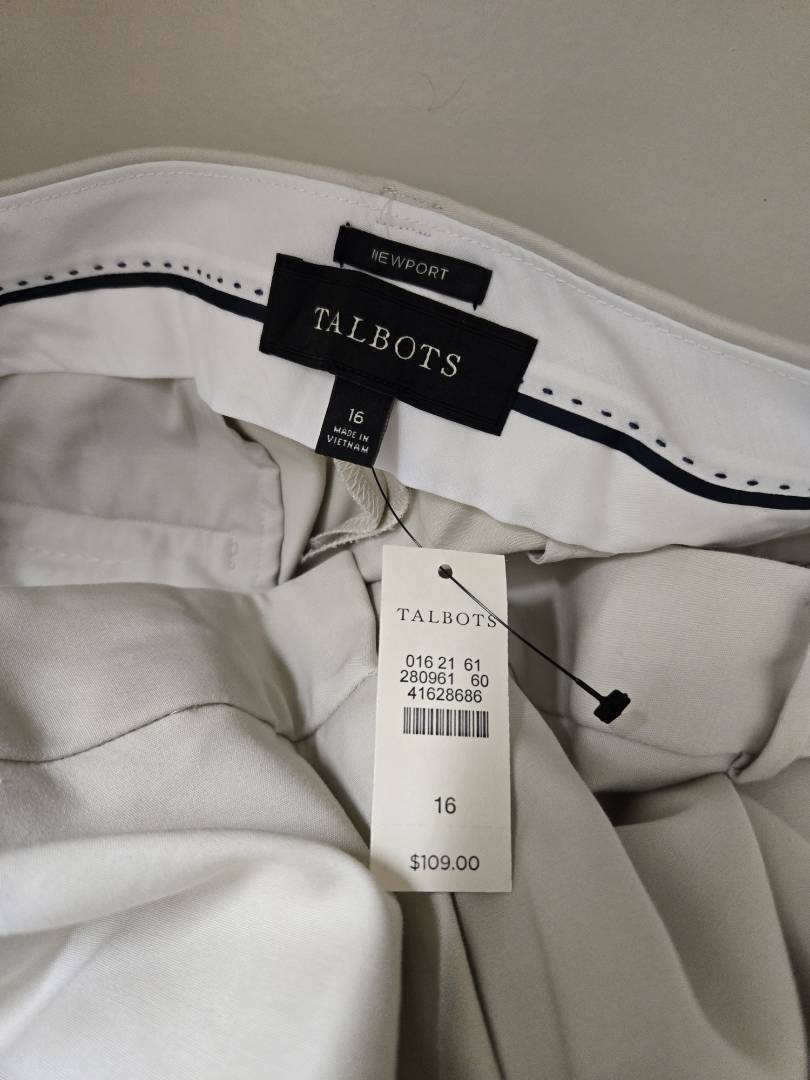 NEWPORT
TALBOTS
16
MADE IN
VIETNAM
TALBOTS
016 21 61
280961 60
41628686
16
$109.00